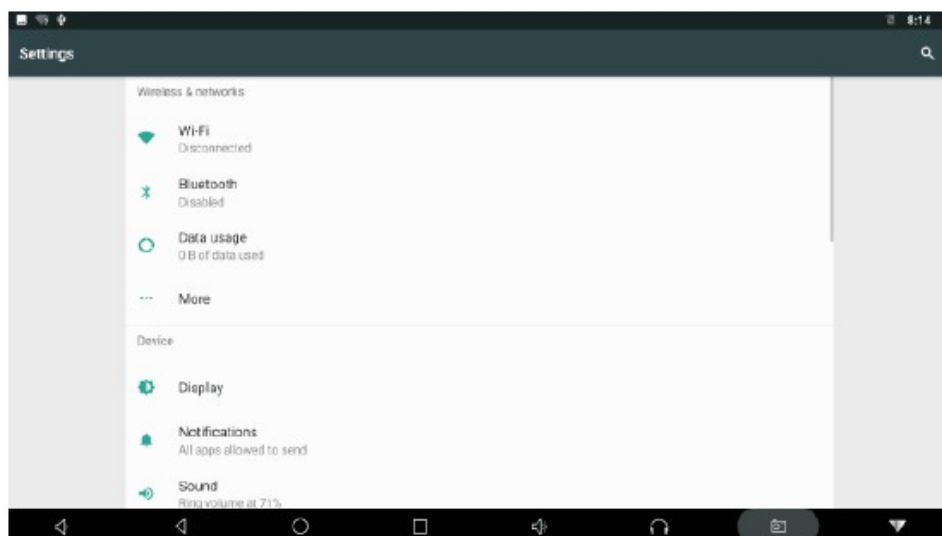 8:14
Settings
Wireless & networks
Wi-Fi
Disconnected
Bluetooth
Disabled
Data usage
0 B of data used
More
Device
Display
Notifications
All apps allowed to send
Sound
Ring volume at 71%